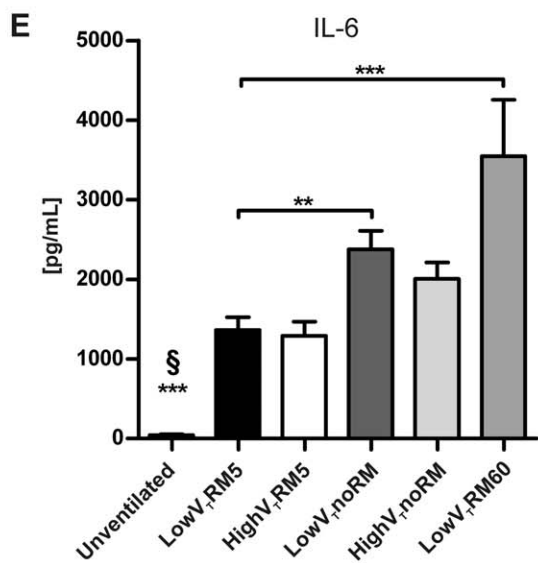 E
IL-6
5000
4000
3000
2000
1000
0
[pg/mL]
***
**
§
***
Unventilated
LowVTRM5
HighVTRM5
LowVTnoRM
HighVTnoRM
LowVTRM60